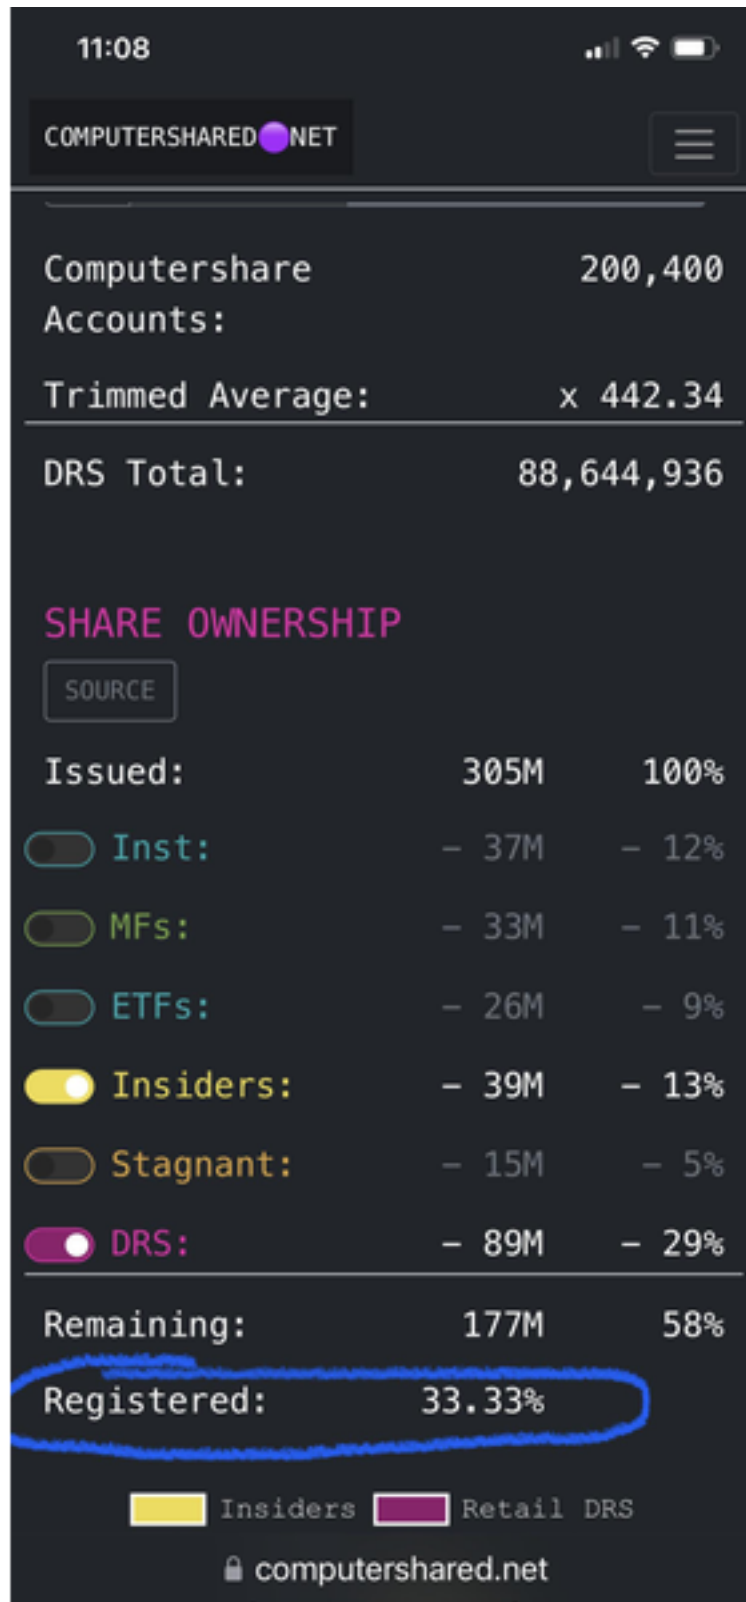 11:08
COMPUTERSHARED NET
Computershare 200,400
Accounts:
Trimmed Average: x 442.34
DRS Total: 88,644,936
SHARE OWNERSHIP
SOURCE
Issued: 305M 100%
Inst: – 37M – 12%
MFs: – 33M – 11%
ETFs: – 26M – 9%
Insiders: – 39M – 13%
Stagnant: – 15M – 5%
DRS: – 89M – 29%
Remaining: 177M 58%
Registered: 33.33%
Insiders Retail DRS
computershared.net